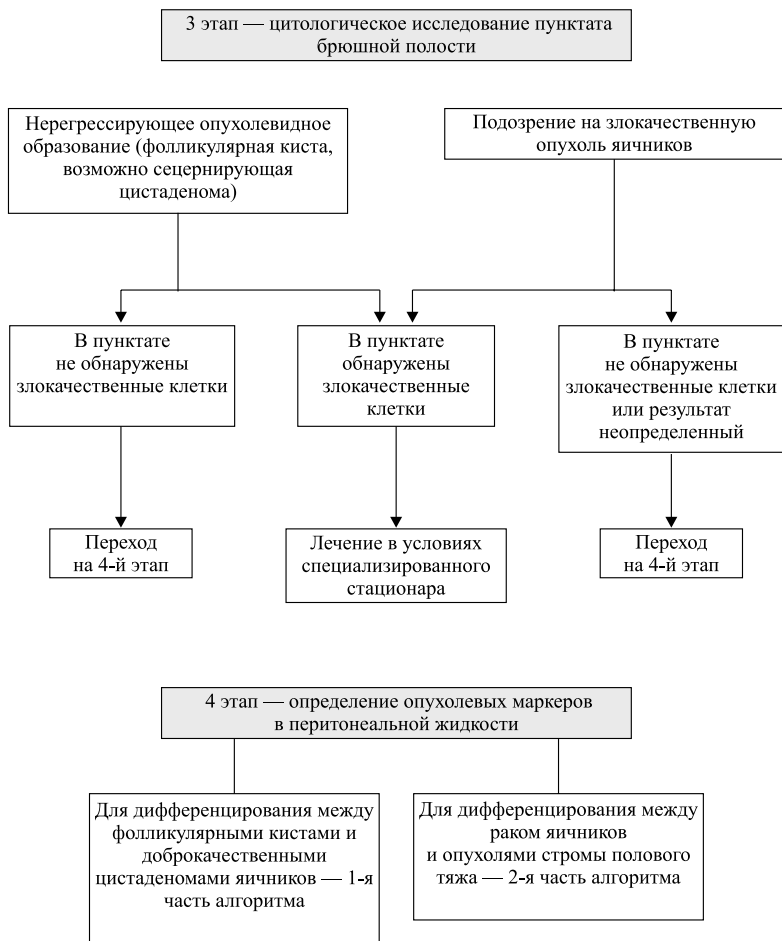 3 этап — цитологическое исследование пунктата
брюшной полости
Нерегрессирующее опухолевидное
образование (фолликулярная киста,
возможно сецернирующая
цистаденома)
Подозрение на злокачественную
опухоль яичников
В пунктате
не обнаружены
злокачественные клетки
В пунктате
обнаружены
злокачественные
клетки
В пунктате
не обнаружены
злокачественные клетки
или результат
неопределенный
Переход
на 4-й этап
Лечение в условиях
специализированного
стационара
Переход
на 4-й этап
4 этап — определение опухолевых маркеров
в перитонеальной жидкости
Для дифференцирования между
фолликулярными кистами и
доброкачественными
цистаденомами яичников — 1-я
часть алгоритма
Для дифференцирования между
раком яичников
и опухолями стромы полового
тяжа — 2-я часть алгоритма